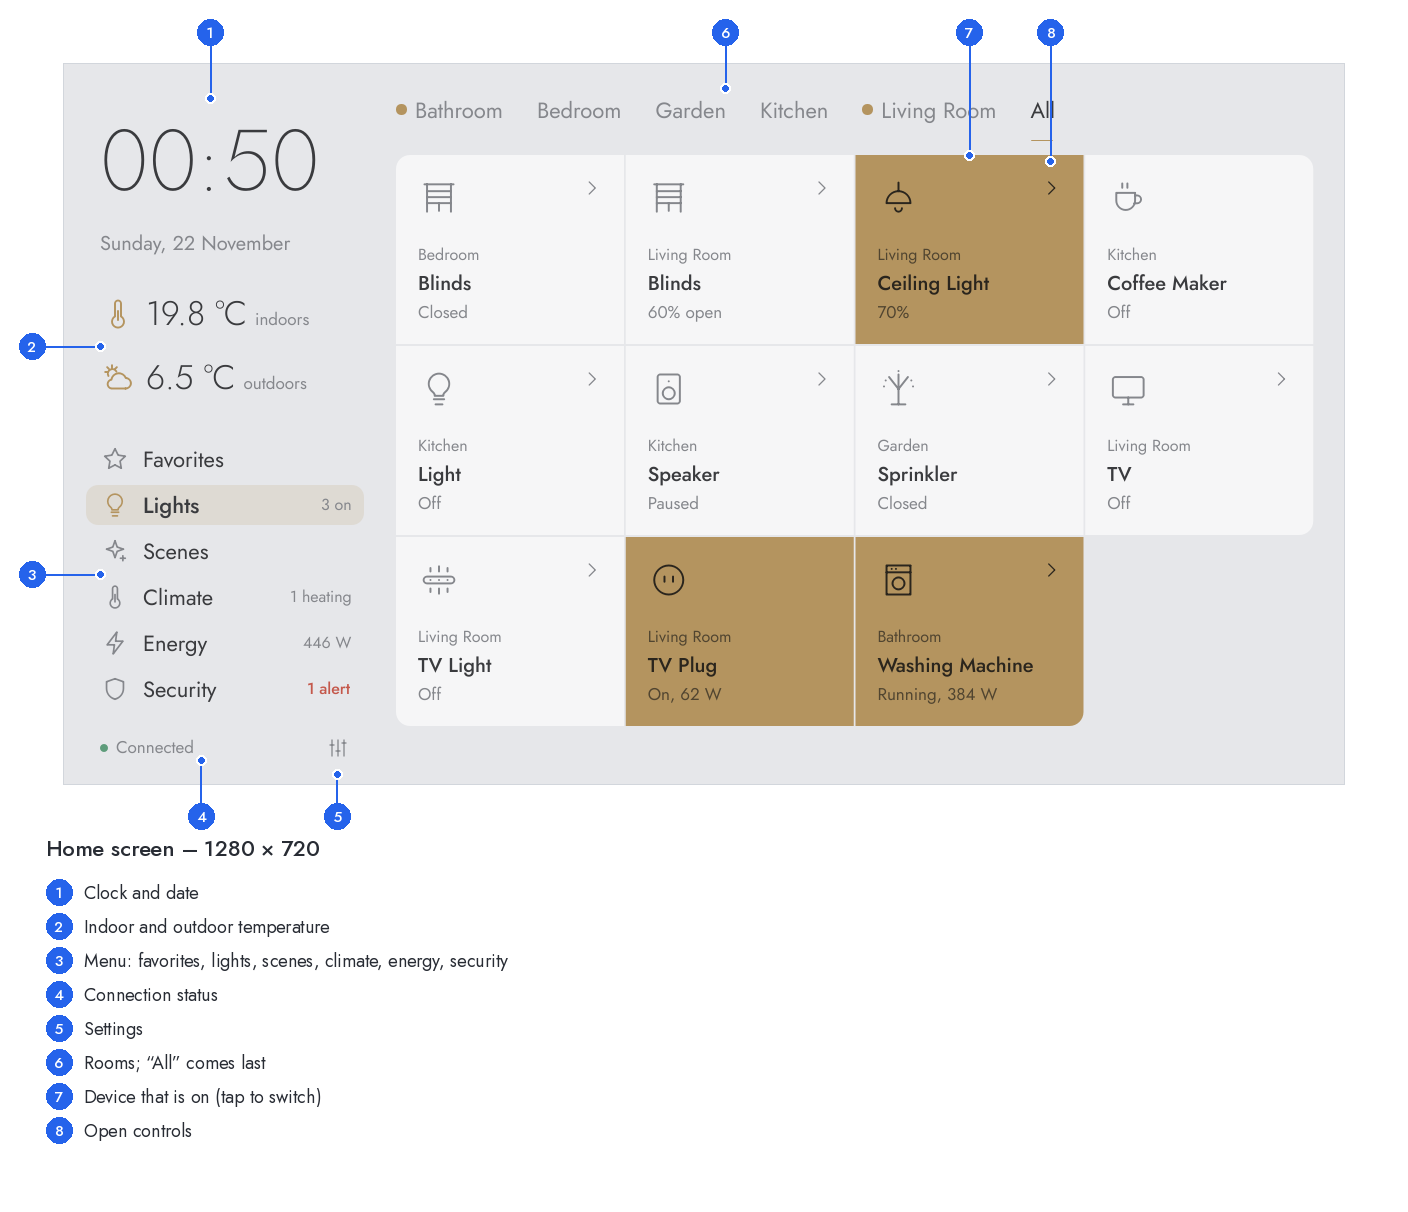 1
6
7
8
00:50
Sunday, 22 November
19.8 °C indoors
2
6.5 °C outdoors
Favorites
Lights 3 on
Scenes
3
Climate 1 heating
Energy 446 W
Security 1 alert
Connected
4
5
Bathroom Bedroom Garden Kitchen Living Room All
Bedroom
Blinds
Closed
Living Room
Blinds
60% open
Living Room
Ceiling Light
70%
Kitchen
Coffee Maker
Off
Kitchen
Light
Off
Kitchen
Speaker
Paused
Garden
Sprinkler
Closed
Living Room
TV
Off
Living Room
TV Light
Off
Living Room
TV Plug
On, 62 W
Bathroom
Washing Machine
Running, 384 W
Home screen – 1280 × 720
1 Clock and date
2 Indoor and outdoor temperature
3 Menu: favorites, lights, scenes, climate, energy, security
4 Connection status
5 Settings
6 Rooms; “All” comes last
7 Device that is on (tap to switch)
8 Open controls